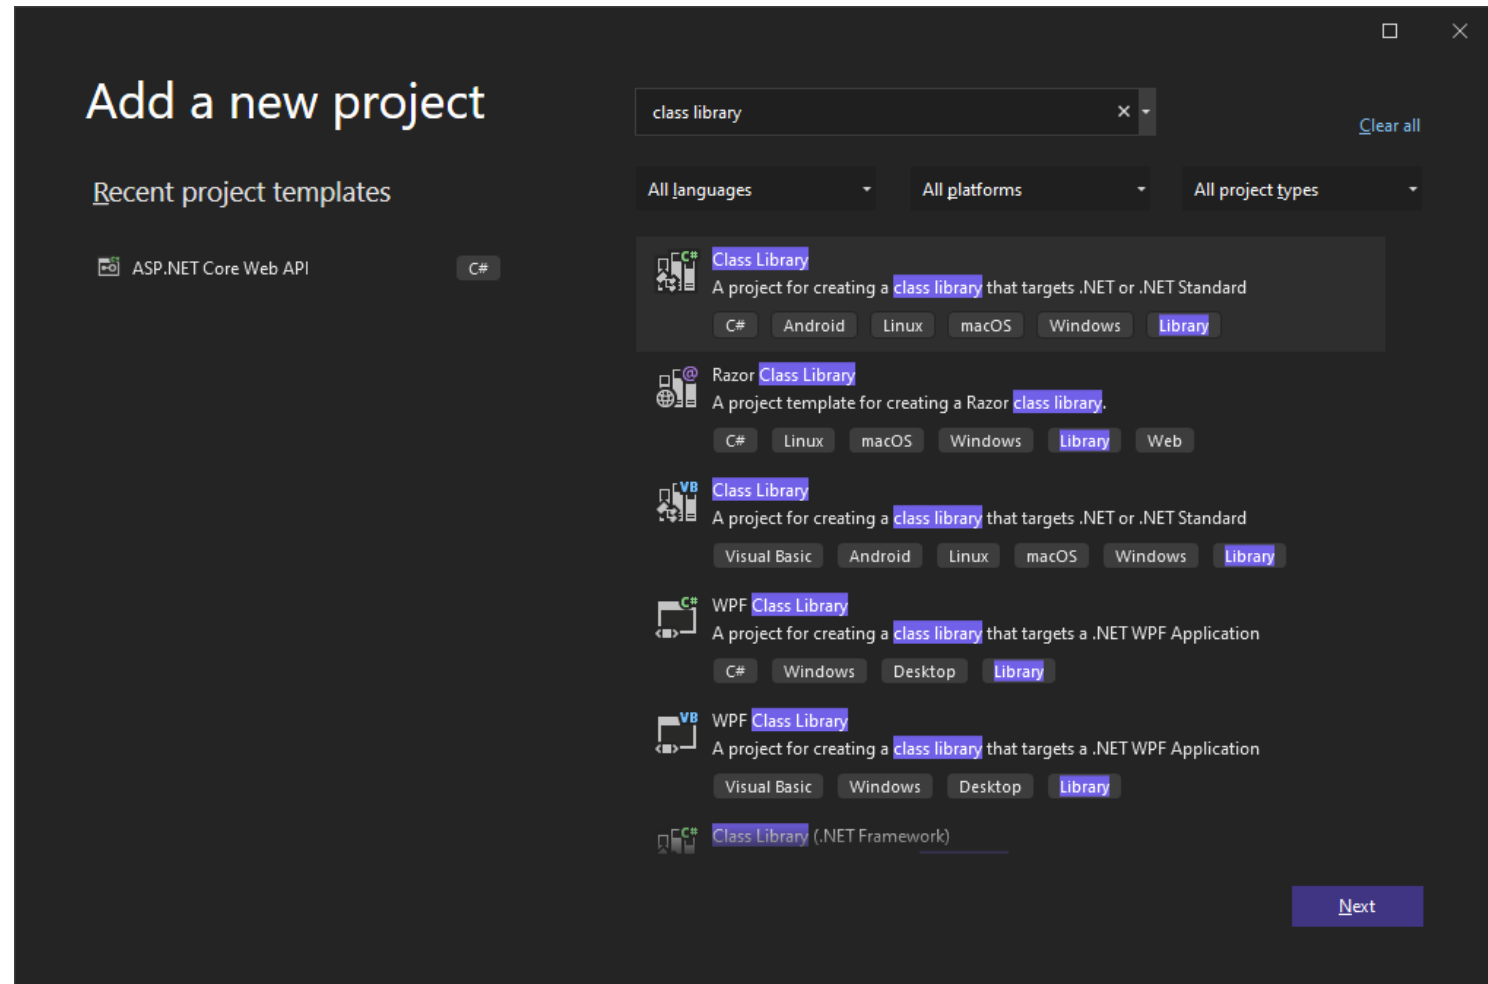 Add a new project
class library
Clear all
Recent project templates
All languages
All platforms
All project types
ASP.NET Core Web API
C#
Class Library
A project for creating a class library that targets .NET or .NET Standard
C# Android Linux macOS Windows Library
Razor Class Library
A project template for creating a Razor class library.
C# Linux macOS Windows Library Web
Class Library
A project for creating a class library that targets .NET or .NET Standard
Visual Basic Android Linux macOS Windows Library
WPF Class Library
A project for creating a class library that targets a .NET WPF Application
C# Windows Desktop Library
WPF Class Library
A project for creating a class library that targets a .NET WPF Application
Visual Basic Windows Desktop Library
Class Library (.NET Framework)
Next